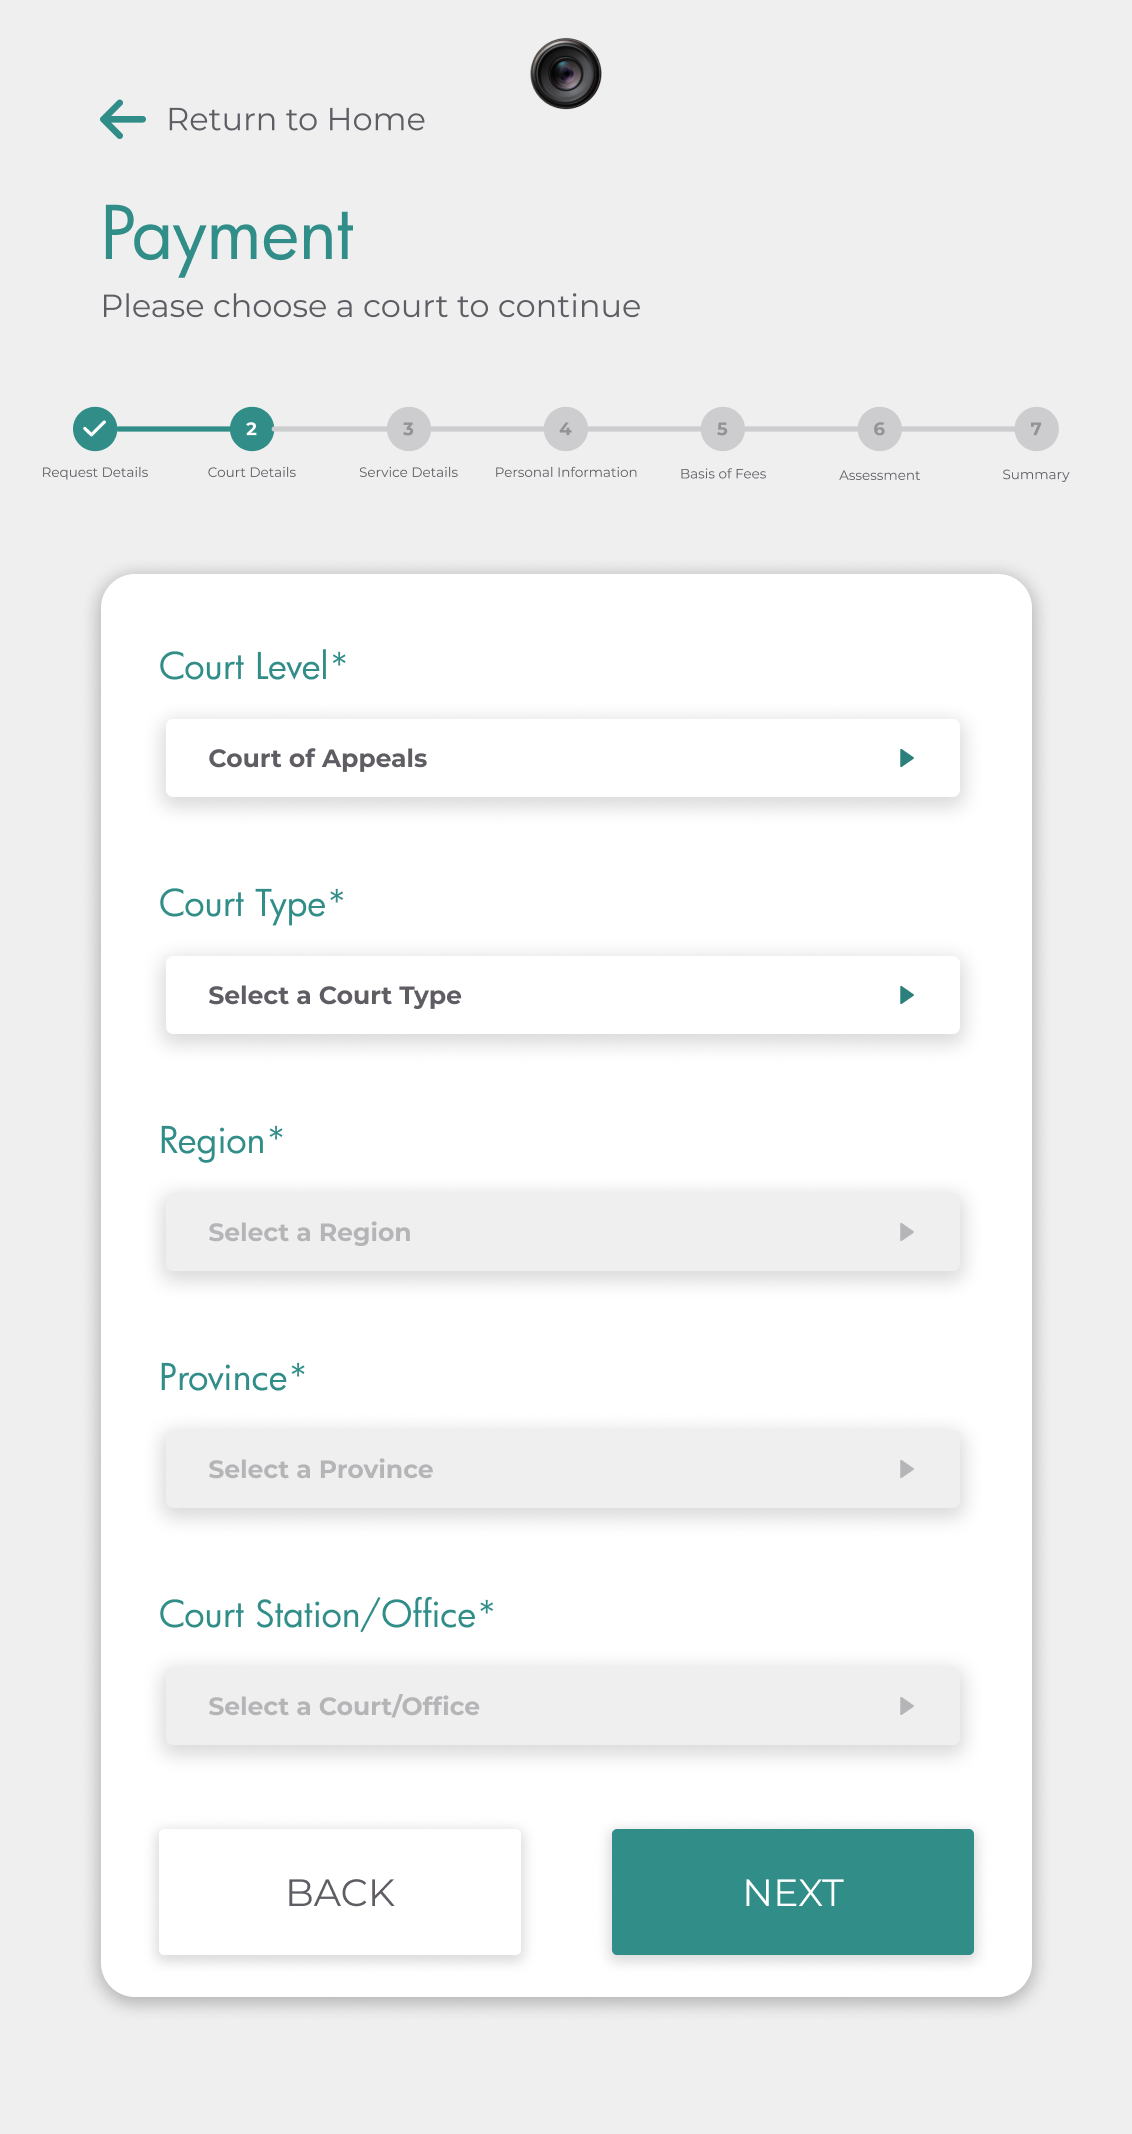 Return to Home
Payment
Please choose a court to continue
2 3 4 5 6 7
Request Details Court Details Service Details Personal Information Basis of Fees Assessment Summary
Court Level*
Court of Appeals
Court Type*
Select a Court Type
Region*
Select a Region
Province*
Select a Province
Court Station/Office*
Select a Court/Office
BACK NEXT